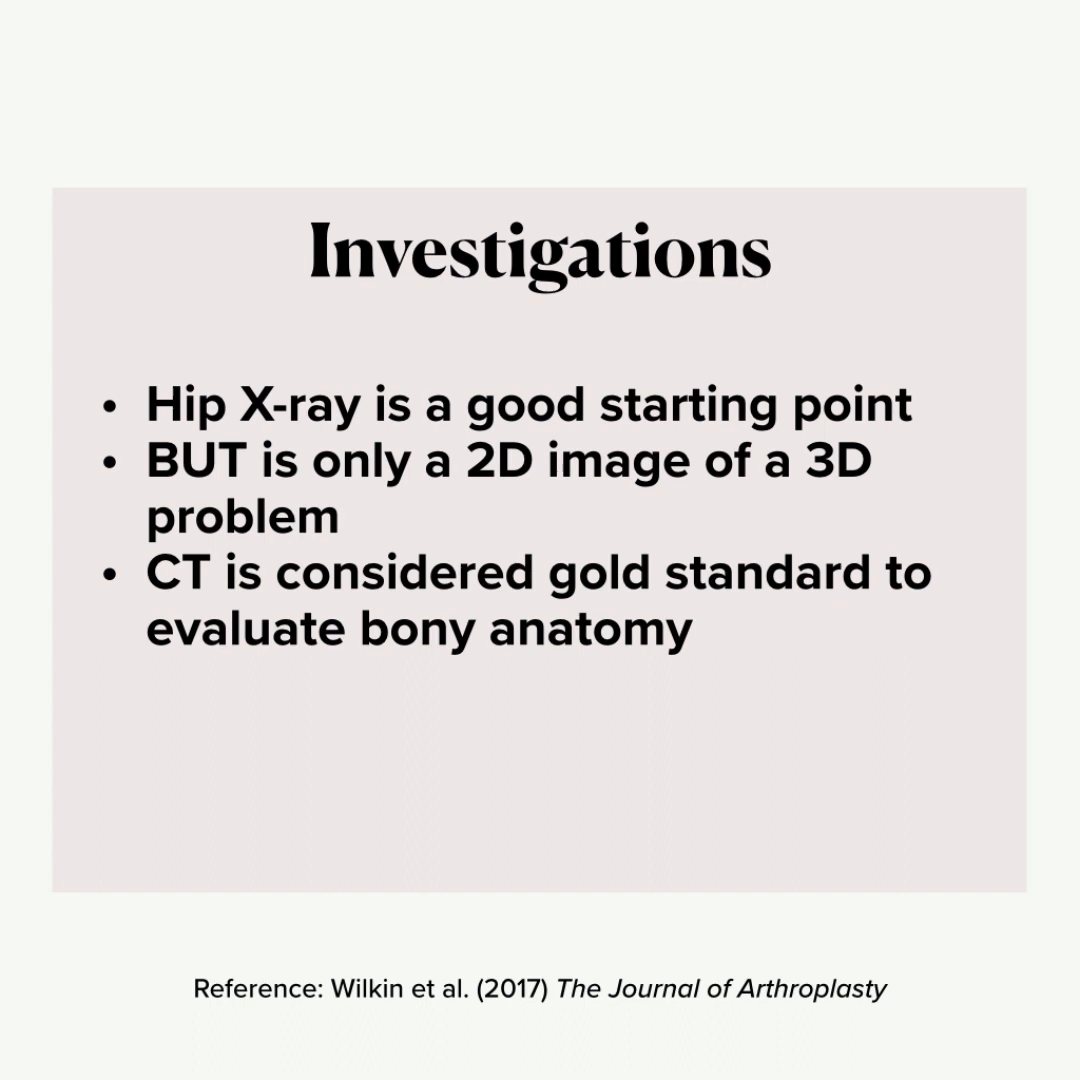 Investigations
• Hip X-ray is a good starting point
• BUT is only a 2D image of a 3D
problem
• CT is considered gold standard to
evaluate bony anatomy
Reference: Wilkin et al. (2017) The Journal of Arthroplasty